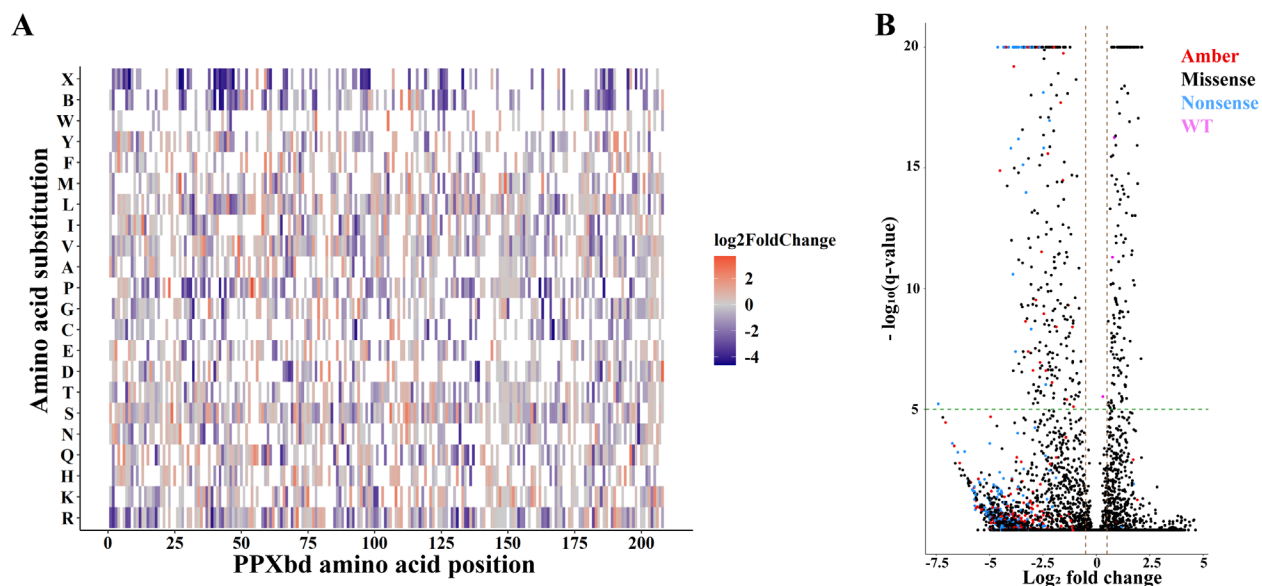 A
Amino acid substitution
X
B
W
Y
F
M
L
I
V
A
P
G
C
E
D
T
S
N
Q
H
K
R
0 25 50 75 100 125 150 175 200
PPXbd amino acid position
log2FoldChange
2
0
-2
-4
B
- log₁₀(q-value)
20
15
10
5
-7.5 -5 -2.5 0 2.5 5
Log₂ fold change
Amber
Missense
Nonsense
WT